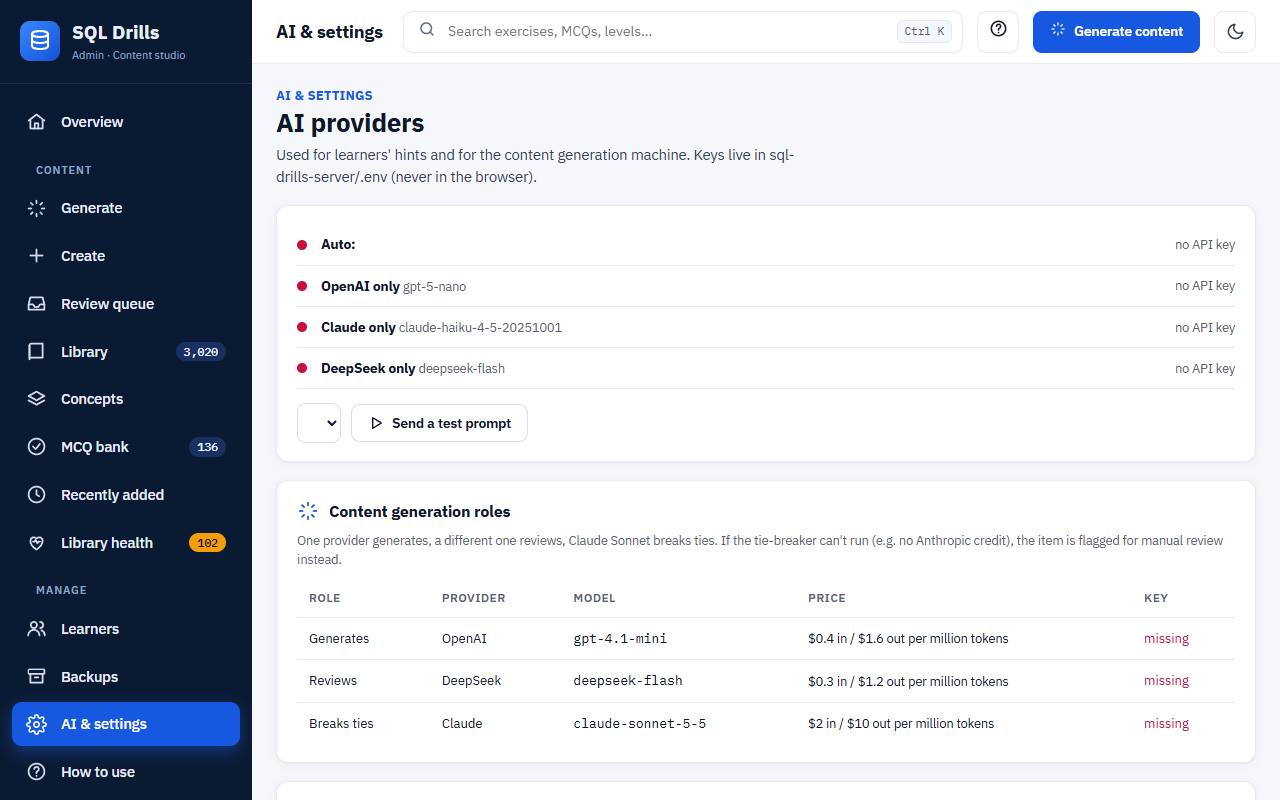 SQL Drills
Admin · Content studio
Overview
CONTENT
Generate
Create
Review queue
Library 3,020
Concepts
MCQ bank 136
Recently added
Library health 102
MANAGE
Learners
Backups
AI & settings
How to use
AI & settings
Search exercises, MCQs, levels...
Ctrl K
Generate content
AI & SETTINGS
AI providers
Used for learners' hints and for the content generation machine. Keys live in sql-
drills-server/.env (never in the browser).
Auto: no API key
OpenAI only gpt-5-nano no API key
Claude only claude-haiku-4-5-20251001 no API key
DeepSeek only deepseek-flash no API key
Send a test prompt
Content generation roles
One provider generates, a different one reviews, Claude Sonnet breaks ties. If the tie-breaker can't run (e.g. no Anthropic credit), the item is flagged for manual review
instead.
ROLE PROVIDER MODEL PRICE KEY
Generates OpenAI gpt-4.1-mini $0.4 in / $1.6 out per million tokens missing
Reviews DeepSeek deepseek-flash $0.3 in / $1.2 out per million tokens missing
Breaks ties Claude claude-sonnet-5-5 $2 in / $10 out per million tokens missing